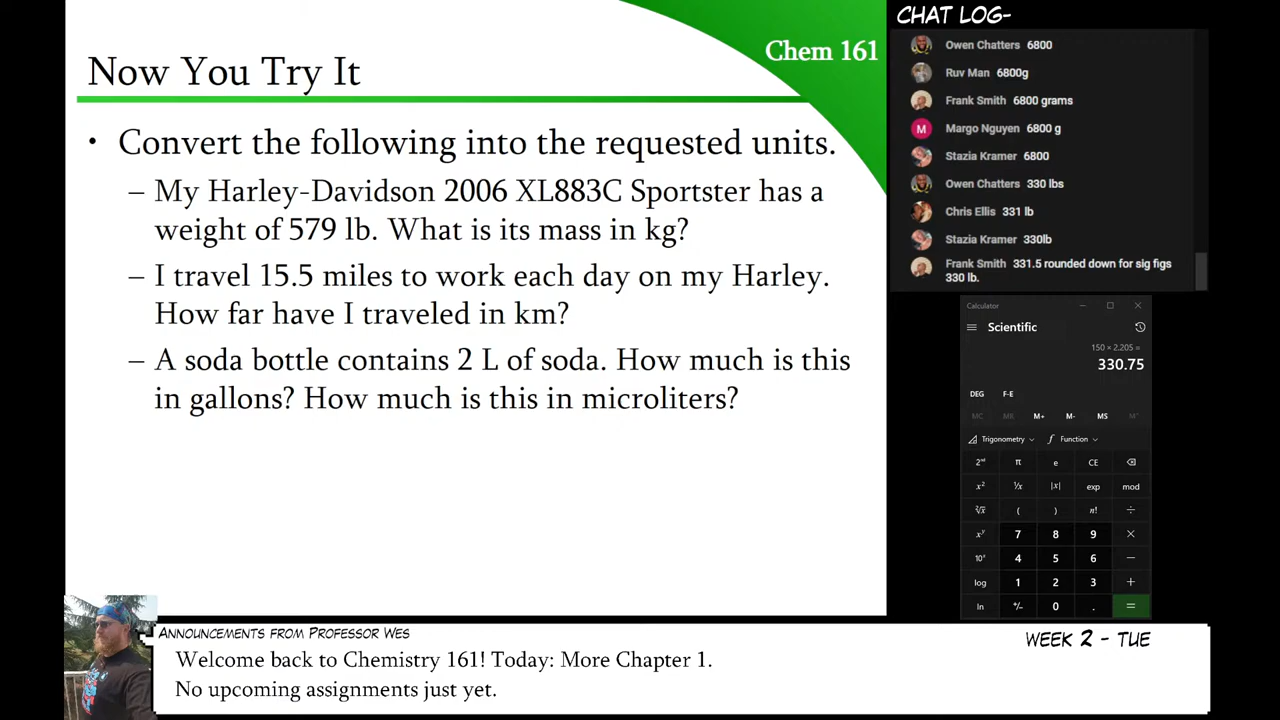 Chem 161
Now You Try It
• Convert the following into the requested units.
– My Harley-Davidson 2006 XL883C Sportster has a
weight of 579 lb. What is its mass in kg?
– I travel 15.5 miles to work each day on my Harley.
How far have I traveled in km?
– A soda bottle contains 2 L of soda. How much is this
in gallons? How much is this in microliters?
CHAT LOG-
Owen Chatters 6800
Ruv Man 6800g
Frank Smith 6800 grams
M Margo Nguyen 6800 g
Stazia Kramer 6800
Owen Chatters 330 lbs
Chris Ellis 331 lb
Stazia Kramer 330lb
Frank Smith 331.5 rounded down for sig figs
330 lb.
Calculator
Scientific
150 × 2.205 =
330.75
DEG F-E
MC MR M+ M- MS M˅
Trigonometry Function
2ⁿᵈ π e CE
x² ¹/x |x| exp mod
²√x ( ) n! ÷
xʸ 7 8 9 ×
10ˣ 4 5 6 −
log 1 2 3 +
ln +/− 0 . =
ANNOUNCEMENTS FROM PROFESSOR WES
WEEK 2 - TUE
Welcome back to Chemistry 161! Today: More Chapter 1.
No upcoming assignments just yet.